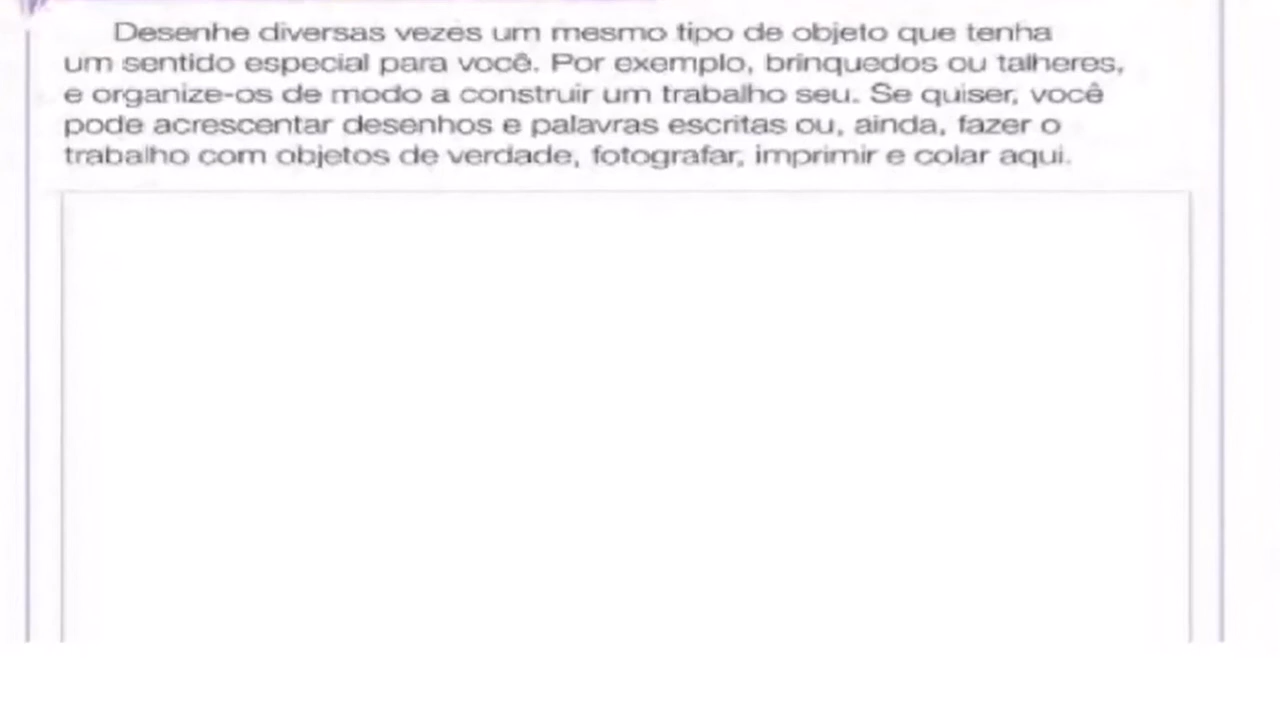 Desenhe diversas vezes um mesmo tipo de objeto que tenha
um sentido especial para você. Por exemplo, brinquedos ou talheres,
e organize-os de modo a construir um trabalho seu. Se quiser, você
pode acrescentar desenhos e palavras escritas ou, ainda, fazer o
trabalho com objetos de verdade, fotografar, imprimir e colar aqui.